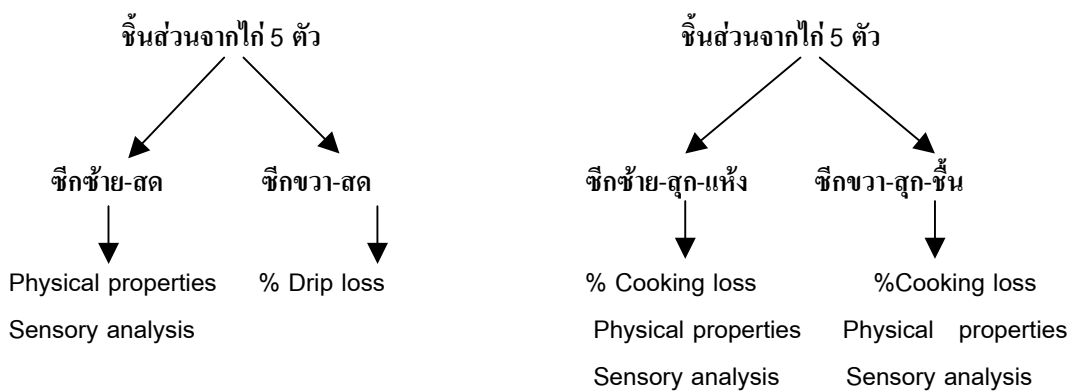 ชิ้นส่วนจากไก่ 5 ตัว
ซีกซ้าย-สด
ซีกขวา-สด
Physical properties
Sensory analysis
% Drip loss
ชิ้นส่วนจากไก่ 5 ตัว
ซีกซ้าย-สุก-แห้ง
ซีกขวา-สุก-ชื้น
% Cooking loss
Physical properties
Sensory analysis
%Cooking loss
Physical properties
Sensory analysis